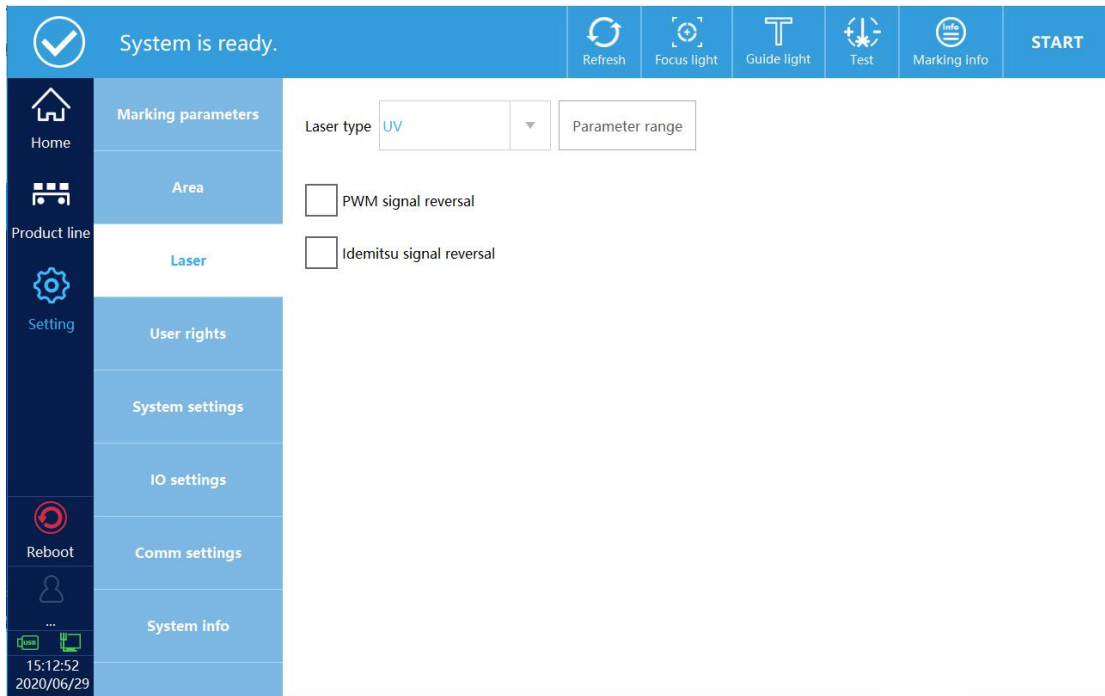 System is ready.
Refresh
Focus light
Guide light
Test
Info
Marking info
START
Home
Product line
Setting
Reboot
...
USB
15:12:52
2020/06/29
Marking parameters
Area
Laser
User rights
System settings
IO settings
Comm settings
System info
Laser type UV Parameter range
PWM signal reversal
Idemitsu signal reversal